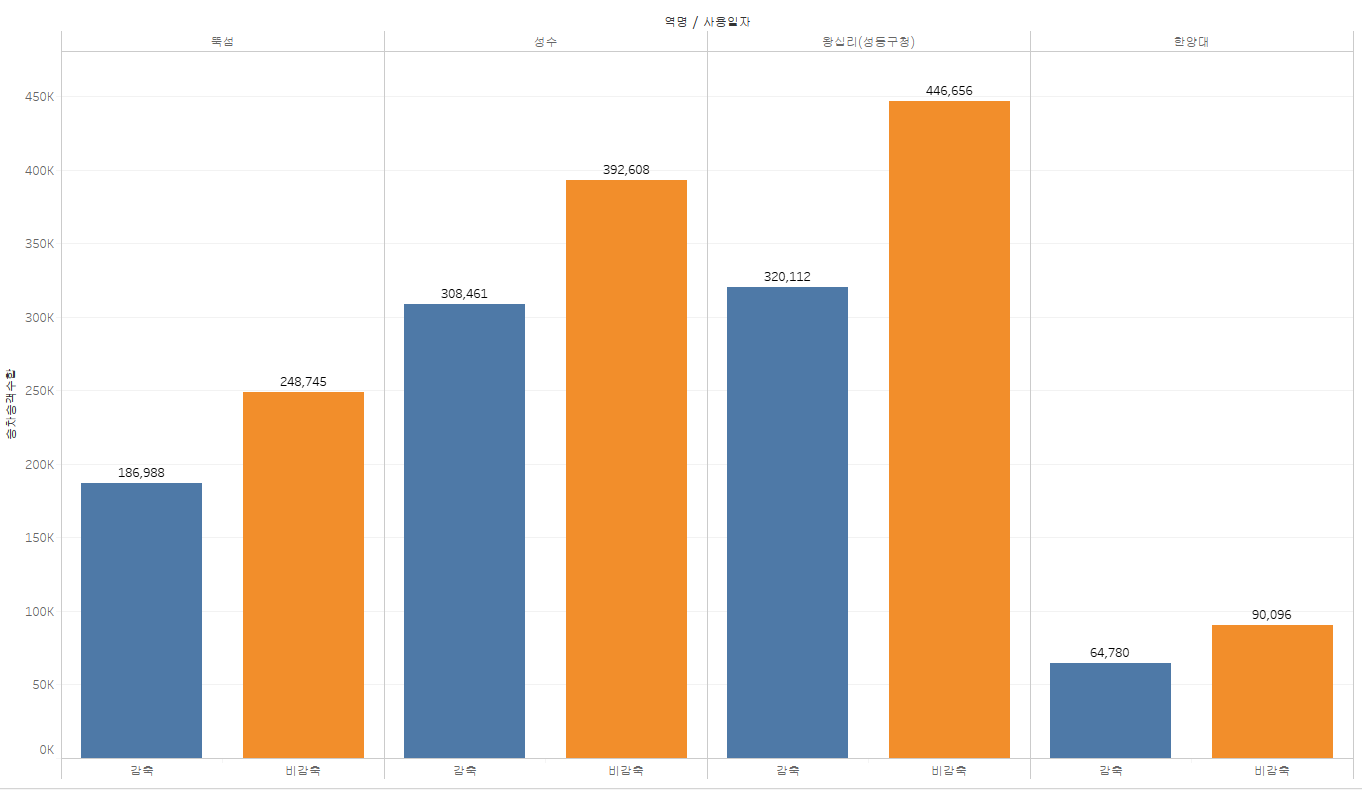 역명 / 사용일자
뚝섬
성수
왕십리(성동구청)
한양대
승차승객수합
450K
400K
350K
300K
250K
200K
150K
100K
50K
0K
186,988
248,745
308,461
392,608
320,112
446,656
64,780
90,096
감축
비감축
감축
비감축
감축
비감축
감축
비감축